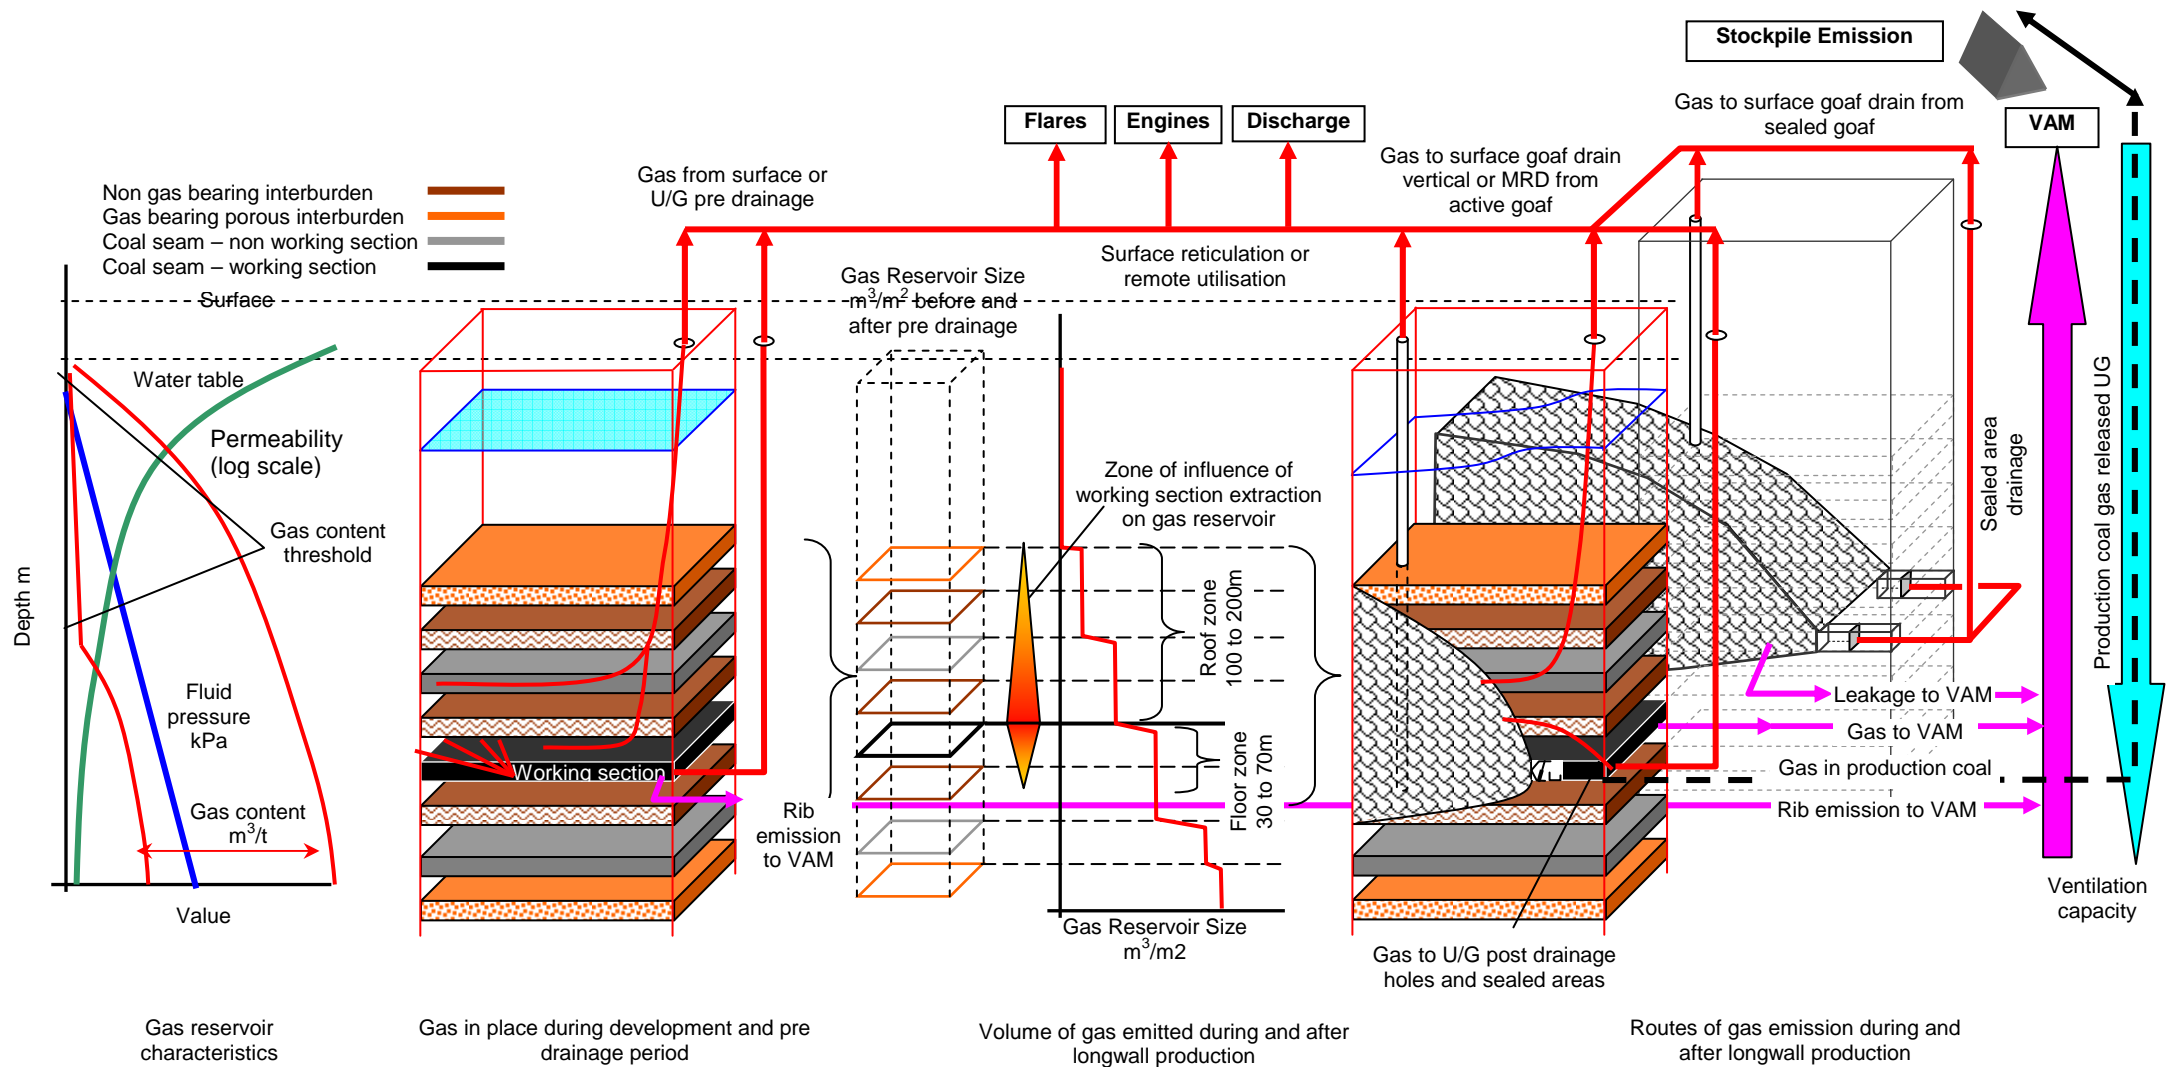 Stockpile Emission
Gas to surface goaf drain from
sealed goaf
VAM
Flares
Engines
Discharge
Gas to surface goaf drain
vertical or MRD from
active goaf
Gas from surface or
U/G pre drainage
Non gas bearing interburden
Gas bearing porous interburden
Coal seam – non working section
Coal seam – working section
Surface reticulation or
remote utilisation
Gas Reservoir Size
m³/m² before and
after pre drainage
Surface
Water table
Permeability
(log scale)
Gas content
threshold
Depth m
Fluid
pressure
kPa
Gas content
m³/t
Value
Working section
Rib
emission
to VAM
Zone of influence of
working section extraction
on gas reservoir
Roof zone
100 to 200m
Floor zone
30 to 70m
Gas Reservoir Size
m³/m2
Sealed area
drainage
Production coal gas released UG
Leakage to VAM
Gas to VAM
Gas in production coal
Rib emission to VAM
Ventilation
capacity
Gas to U/G post drainage
holes and sealed areas
Gas reservoir
characteristics
Gas in place during development and pre
drainage period
Volume of gas emitted during and after
longwall production
Routes of gas emission during and
after longwall production